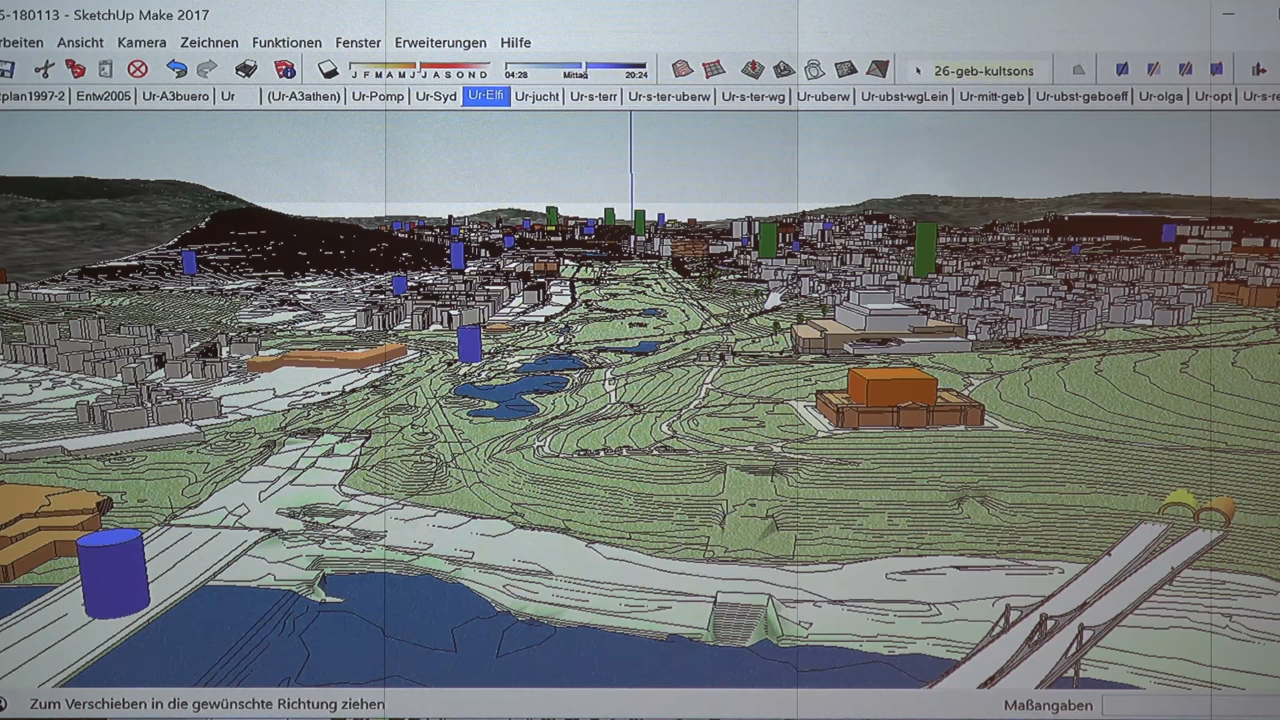 5-180113 - SketchUp Make 2017
rbeiten Ansicht Kamera Zeichnen Funktionen Fenster Erweiterungen Hilfe
J F M A M J J A S O N D 04:28 Mittag 20:24 26-geb-kultsons
plan1997-2 Entw2005 Ur-A3buero Ur (Ur-A3athen) Ur-Pomp Ur-Syd Ur-Elfi Ur-jucht Ur-s-terr Ur-s-ter-uberw Ur-s-ter-wg Ur-uberw Ur-ubst-wgLein Ur-mitt-geb Ur-ubst-geboeff Ur-olga Ur-opt Ur-s-re
Zum Verschieben in die gewünschte Richtung ziehen Maßangaben